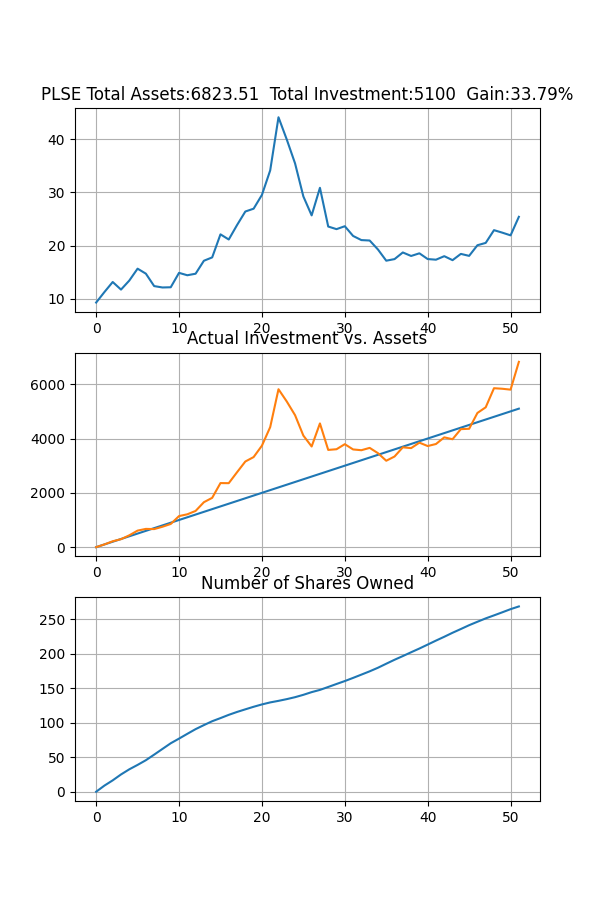 PLSE Total Assets:6823.51  Total Investment:5100  Gain:33.79%
40
30
20
10
0 10 20 30 40 50
Actual Investment vs. Assets
6000
4000
2000
0
0 10 20 30 40 50
Number of Shares Owned
250
200
150
100
50
0
0 10 20 30 40 50